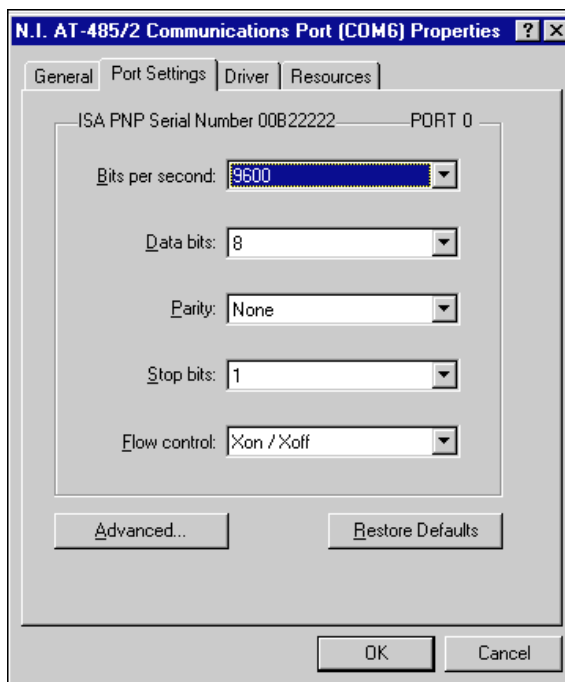 N.I. AT-485/2 Communications Port (COM6) Properties ? X
General Port Settings Driver Resources
ISA PNP Serial Number 00B22222 PORT 0
Bits per second: 9600
Data bits: 8
Parity: None
Stop bits: 1
Flow control: Xon / Xoff
Advanced... Restore Defaults
OK Cancel